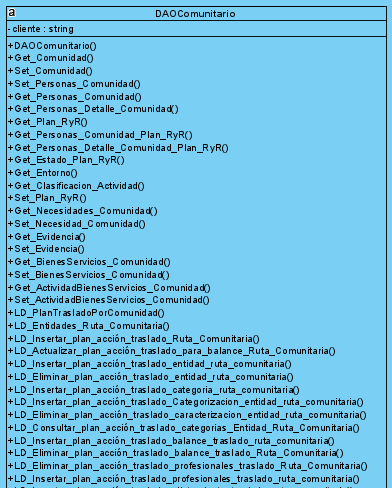 a
DAOComunitario
- cliente : string
+DAOComunitario()
+Get_Comunidad()
+Set_Comunidad()
+Set_Personas_Comunidad()
+Get_Personas_Comunidad()
+Get_Personas_Detalle_Comunidad()
+Get_Plan_RyR()
+Get_Personas_Comunidad_Plan_RyR()
+Get_Personas_Detalle_Comunidad_Plan_RyR()
+Get_Estado_Plan_RyR()
+Get_Entorno()
+Get_Clasificacion_Actividad()
+Set_Plan_RyR()
+Get_Necesidades_Comunidad()
+Set_Necesidad_Comunidad()
+Get_Evidencia()
+Set_Evidencia()
+Get_BienesServicios_Comunidad()
+Set_BienesServicios_Comunidad()
+Get_ActividadBienesServicios_Comunidad()
+Set_ActividadBienesServicios_Comunidad()
+LD_PlanTrasladoPorComunidad()
+LD_Entidades_Ruta_Comunitaria()
+LD_Insertar_plan_acción_traslado_Ruta_Comunitaria()
+LD_Actualizar_plan_acción_traslado_para_balance_Ruta_Comunitaria()
+LD_Insertar_plan_acción_traslado_entidad_ruta_comunitaria()
+LD_Eliminar_plan_acción_traslado_entidad_ruta_comunitaria()
+LD_Insertar_plan_acción_traslado_categoria_ruta_comunitaria()
+LD_Insertar_plan_acción_traslado_Categorizacion_entidad_ruta_comunitaria()
+LD_Eliminar_plan_acción_traslado_caracterizacion_entidad_ruta_comunitaria()
+LD_Consultar_plan_acción_traslado_categorias_Entidad_Ruta_Comunitaria()
+LD_Insertar_plan_acción_traslado_balance_traslado_ruta_comunitaria()
+LD_Eliminar_plan_acción_traslado_balance_traslado_Ruta_Comunitaria()
+LD_Eliminar_plan_acción_traslado_profesionales_traslado_Ruta_Comunitaria()
+LD_Insertar_plan_acción_traslado_profesionales_traslado_ruta_comunitaria()